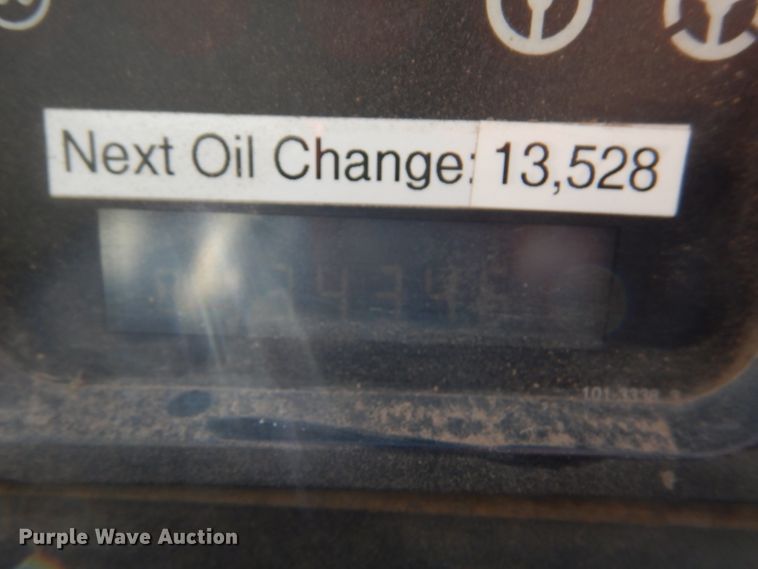 Next Oil Change: 13,528
Purple Wave Auction